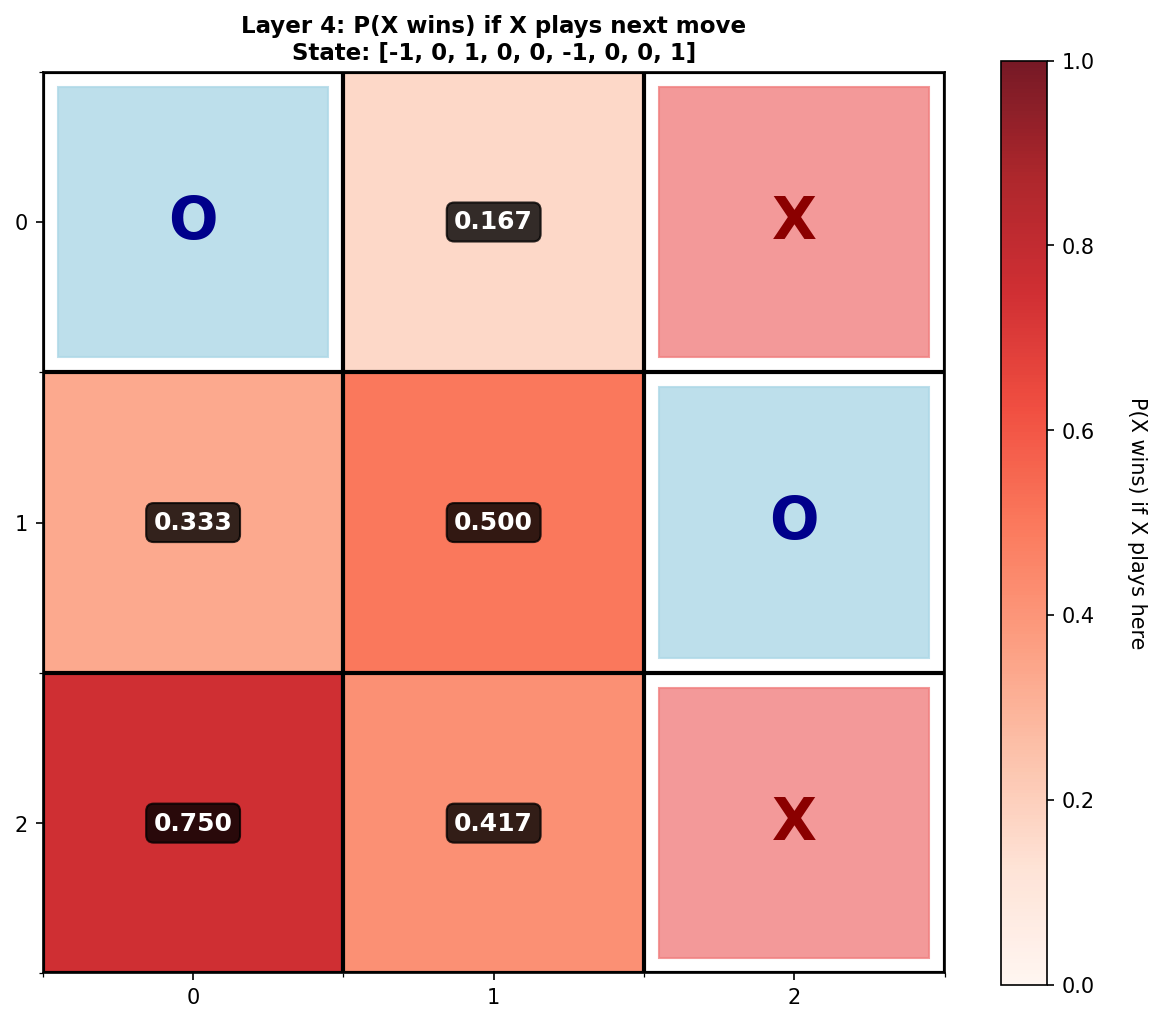 Layer 4: P(X wins) if X plays next move
State: [-1, 0, 1, 0, 0, -1, 0, 0, 1]
0
O
0.167
X
1
0.333
0.500
O
2
0.750
0.417
X
0
1
2
1.0
0.8
0.6
0.4
0.2
0.0
P(X wins) if X plays here